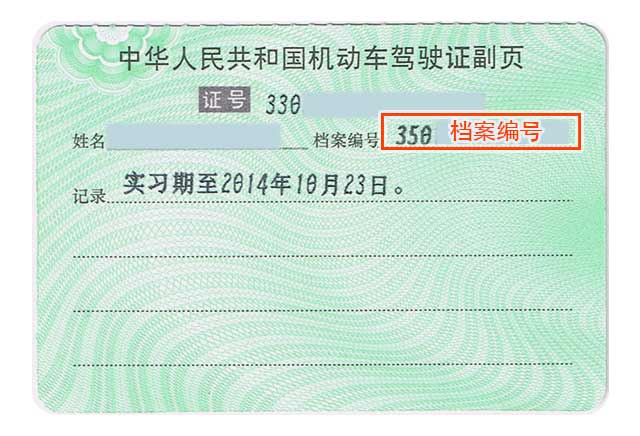 中华人民共和国机动车驾驶证副页
证号 330
姓名 档案编号 350 档案编号
记录 实习期至2014年10月23日。